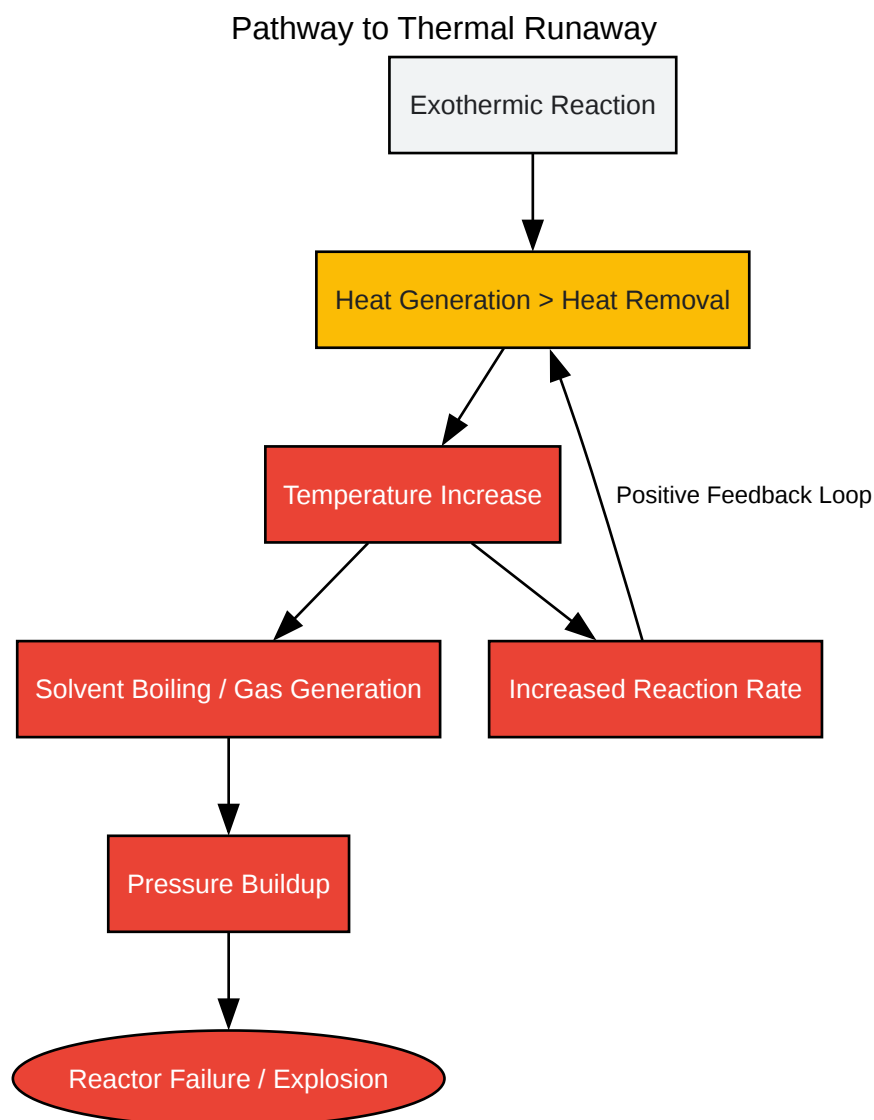 Pathway to Thermal Runaway
Exothermic Reaction
Heat Generation > Heat Removal
Temperature Increase
Positive Feedback Loop
Solvent Boiling / Gas Generation
Increased Reaction Rate
Pressure Buildup
Reactor Failure / Explosion